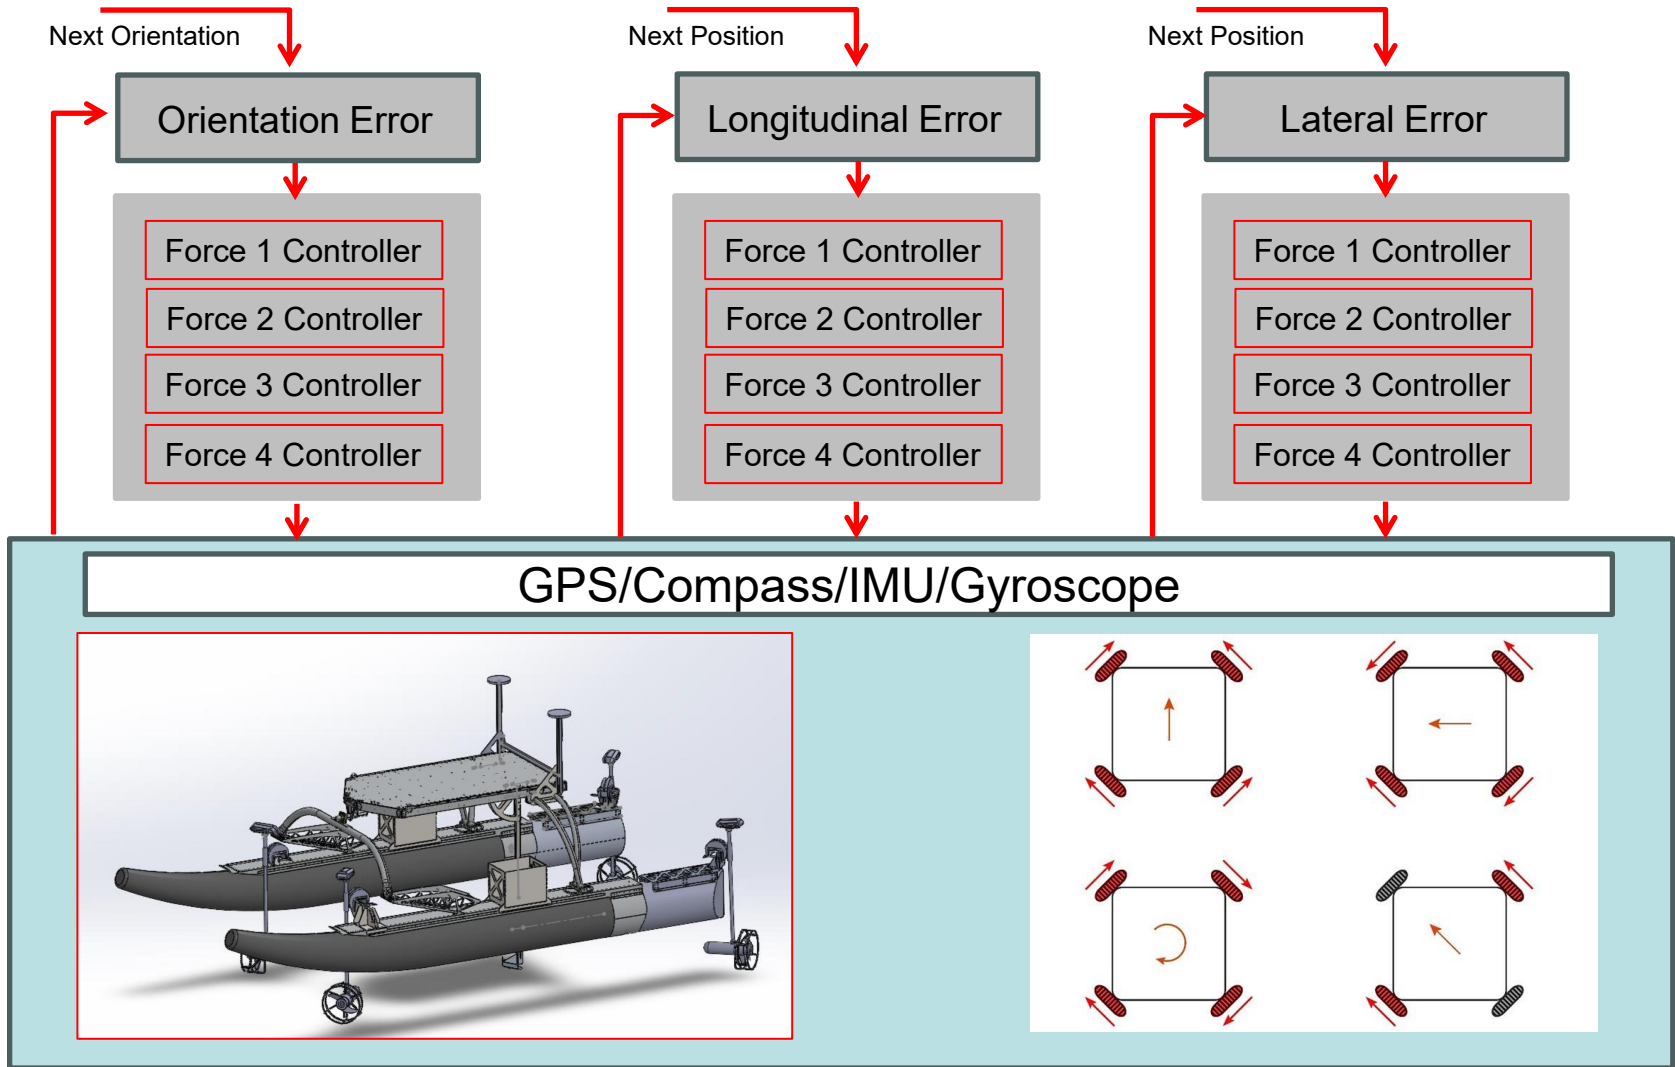 Next Orientation
Next Position
Next Position
Orientation Error
Longitudinal Error
Lateral Error
Force 1 Controller
Force 2 Controller
Force 3 Controller
Force 4 Controller
Force 1 Controller
Force 2 Controller
Force 3 Controller
Force 4 Controller
Force 1 Controller
Force 2 Controller
Force 3 Controller
Force 4 Controller
GPS/Compass/IMU/Gyroscope